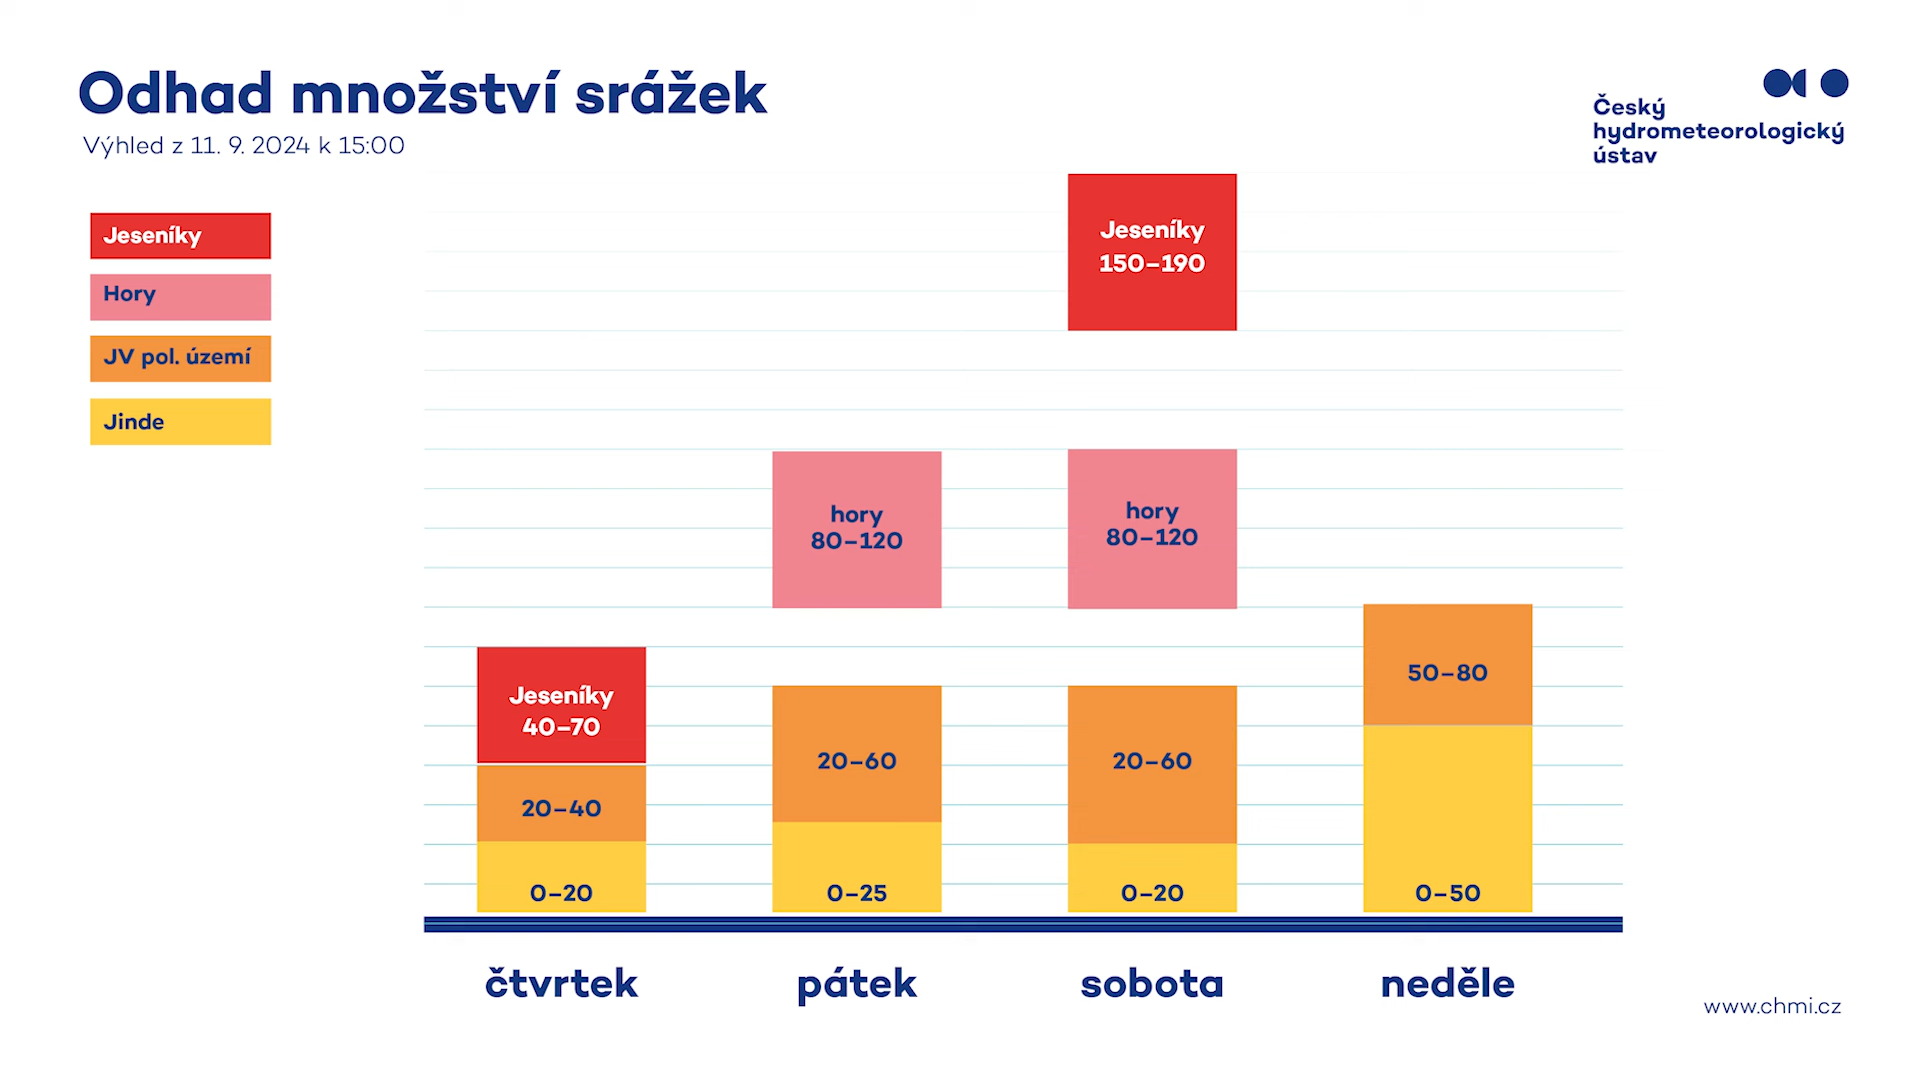 Odhad množství srážek
Výhled z 11. 9. 2024 k 15:00
Český
hydrometeorologický
ústav
Jeseníky
Hory
JV pol. území
Jinde
Jeseníky
150–190
hory
80–120
hory
80–120
Jeseníky
40–70
50–80
20–40
20–60
20–60
0–20
0–25
0–20
0–50
čtvrtek
pátek
sobota
neděle
www.chmi.cz